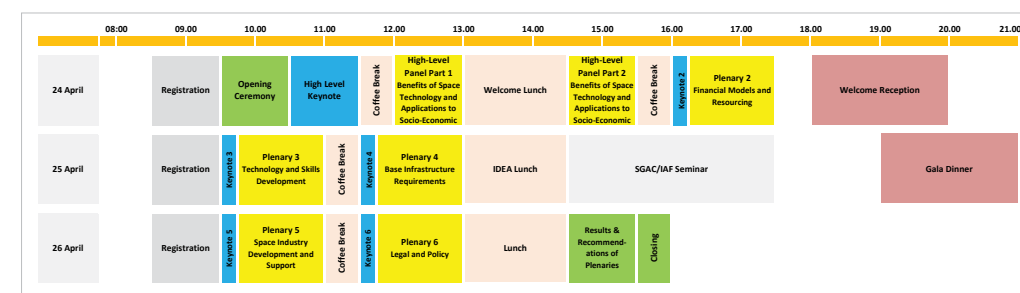 08:00 09.00 10.00 11.00 12.00 13.00 14.00 15.00 16.00 17.00 18.00 19.00 20.00 21.00
24 April
Registration
Opening
Ceremony
High Level
Keynote
Coffee Break
High-Level
Panel Part 1
Benefits of Space
Technology and
Applications to
Socio-Economic
Welcome Lunch
High-Level
Panel Part 2
Benefits of Space
Technology and
Applications to
Socio-Economic
Coffee Break
Keynote 2
Plenary 2
Financial Models and
Resourcing
Welcome Reception
25 April
Registration
Keynote 3
Plenary 3
Technology and Skills
Development
Coffee Break
Keynote 4
Plenary 4
Base Infrastructure
Requirements
IDEA Lunch
SGAC/IAF Seminar
Gala Dinner
26 April
Registration
Keynote 5
Plenary 5
Space Industry
Development and
Support
Coffee Break
Keynote 6
Plenary 6
Legal and Policy
Lunch
Results &
Recommend-
ations of
Plenaries
Closing